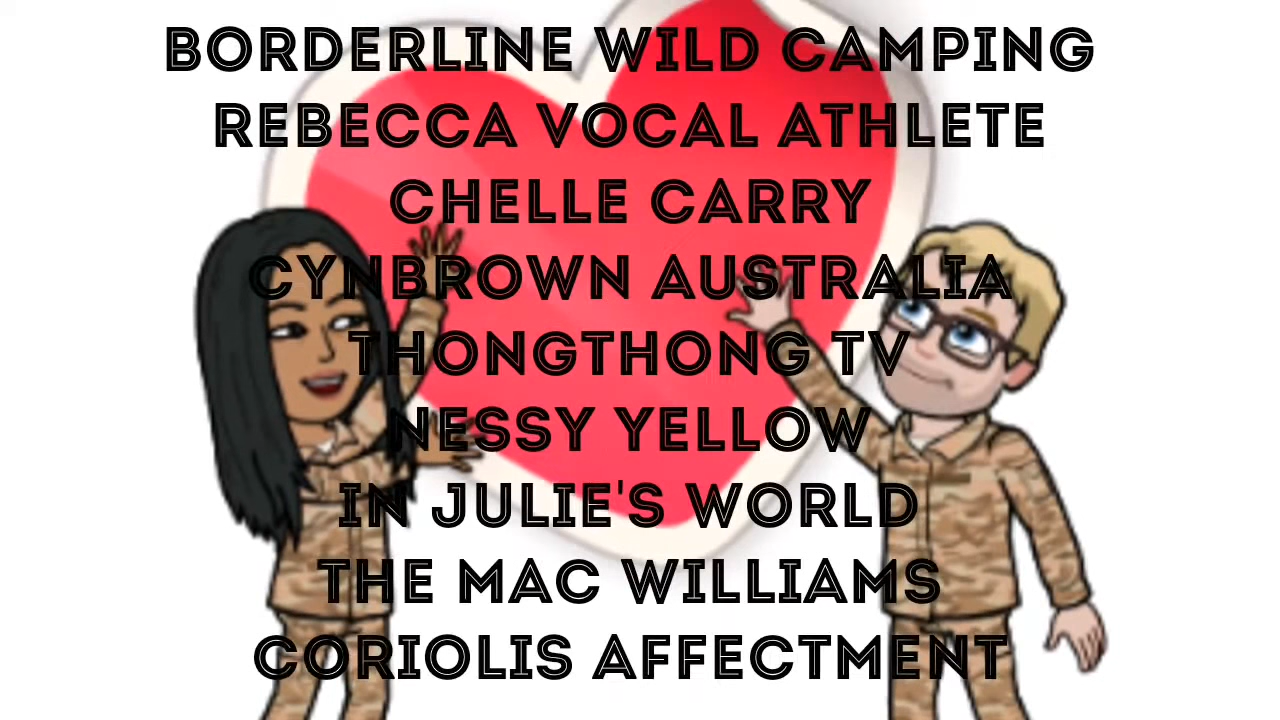 BORDERLINE WILD CAMPING
REBECCA VOCAL ATHLETE
CHELLE CARRY
CYNBROWN AUSTRALIA
THONGTHONG TV
NESSY YELLOW
IN JULIE'S WORLD
THE MAC WILLIAMS
CORIOLIS AFFECTMENT